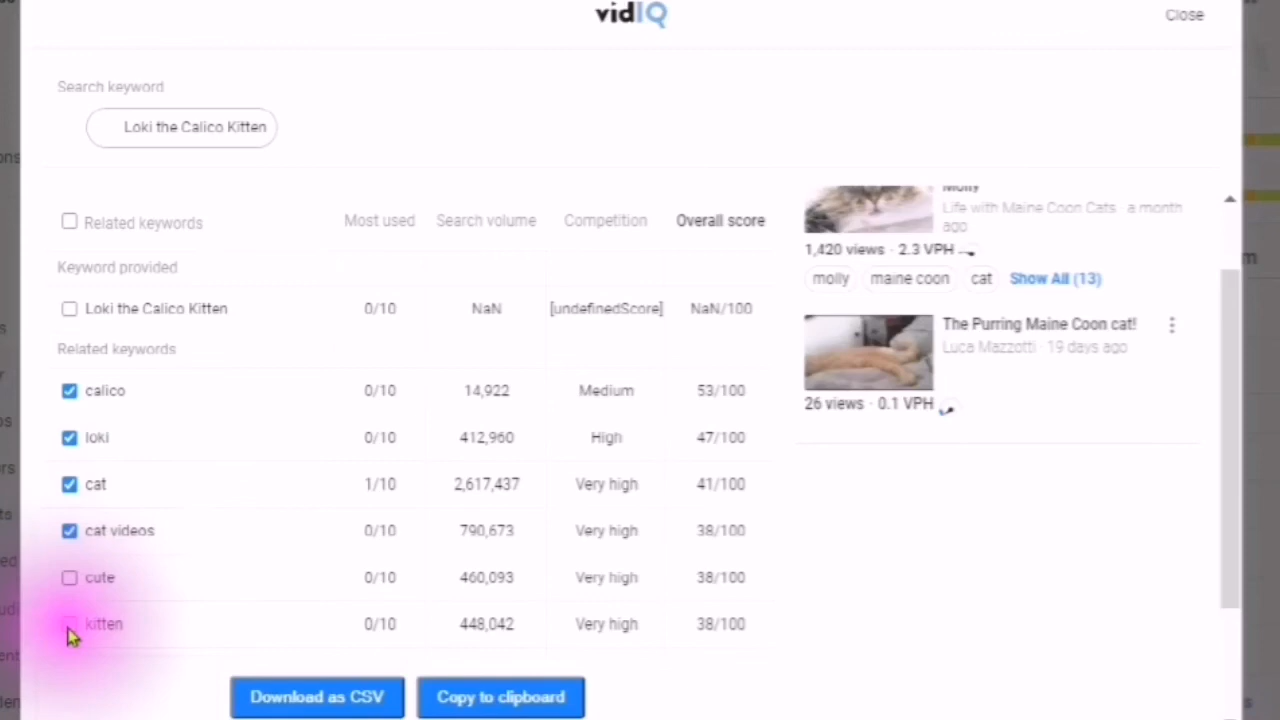 vidIQ
Close
Search keyword
Loki the Calico Kitten
Related keywords Most used Search volume Competition Overall score
Keyword provided
Loki the Calico Kitten 0/10 NaN [undefinedScore] NaN/100
Related keywords
calico 0/10 14,922 Medium 53/100
loki 0/10 412,960 High 47/100
cat 1/10 2,617,437 Very high 41/100
cat videos 0/10 790,673 Very high 38/100
cute 0/10 460,093 Very high 38/100
kitten 0/10 448,042 Very high 38/100
Download as CSV Copy to clipboard
Molly
Life with Maine Coon Cats a month
ago
1,420 views · 2.3 VPH
molly maine coon cat Show All (13)
The Purring Maine Coon cat!
Luca Mazzotti · 19 days ago
26 views · 0.1 VPH